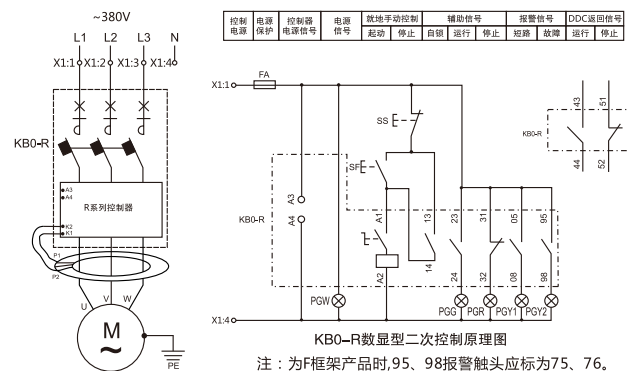 ~380V
L1 L2 L3 N
X1:1 X1:2 X1:3 X1:4
KB0-R
A3
A4
R系列控制器
K2
K1
P1
P2
U V W
M
~
PE
控制电源 电源保护 控制器电源信号 电源信号 就地手动控制 辅助信号 报警信号 DDC返回信号
起动 停止 自锁 运行 停止 短路 故障 运行 停止
X1:1
FA
SS
SF
KB0-R
A3
A4
A1
A2
13
14
23
24
31
32
05
08
95
98
PGW
PGG
PGR
PGY1
PGY2
X1:4
43
51
KB0-R
44
52
KB0-R数显型二次控制原理图
注：为F框架产品时,95、98报警触头应标为75、76。